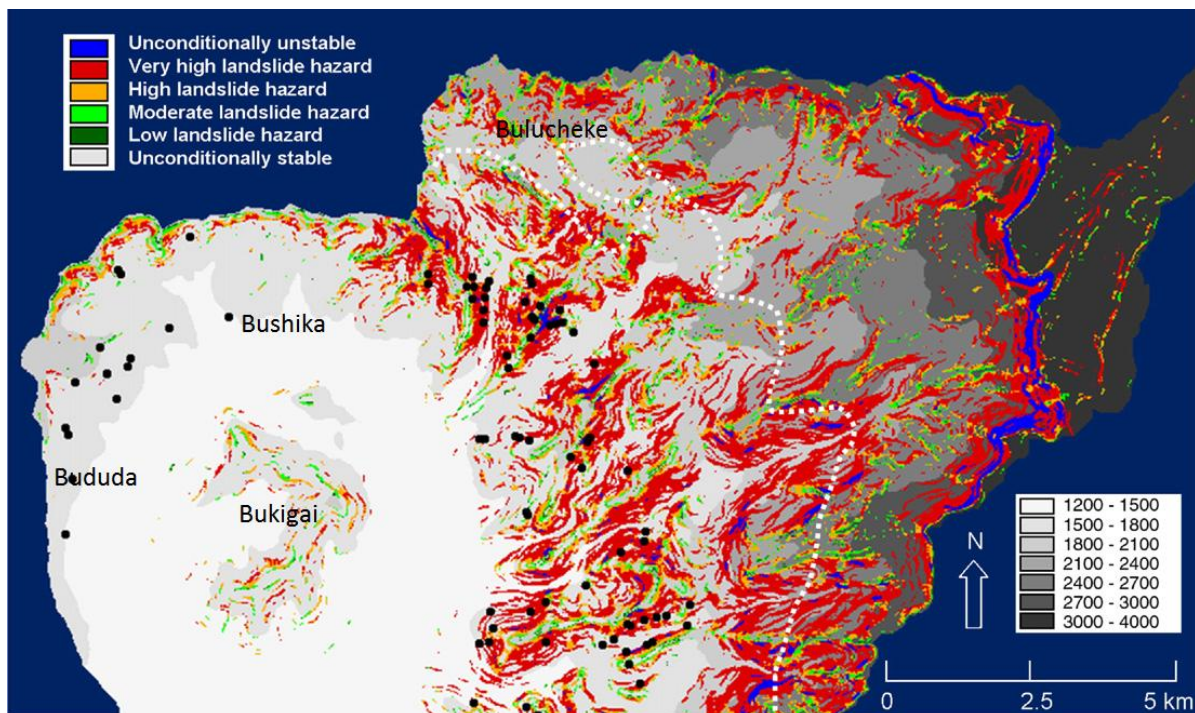 Unconditionally unstable
Very high landslide hazard
High landslide hazard
Moderate landslide hazard
Low landslide hazard
Unconditionally stable
Bulucheke
Bushika
Bududa
Bukigai
1200 - 1500
1500 - 1800
1800 - 2100
2100 - 2400
2400 - 2700
2700 - 3000
3000 - 4000
N
0 2.5 5 km